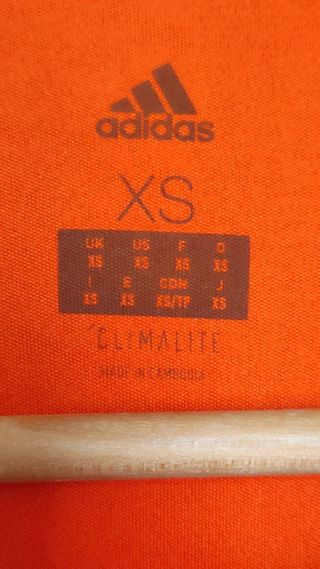 adidas
XS
UK US F D
XS XS XS XS
I E CDN J
XS XS XS/TP XS
CLIMALITE
MADE IN CAMBODIA